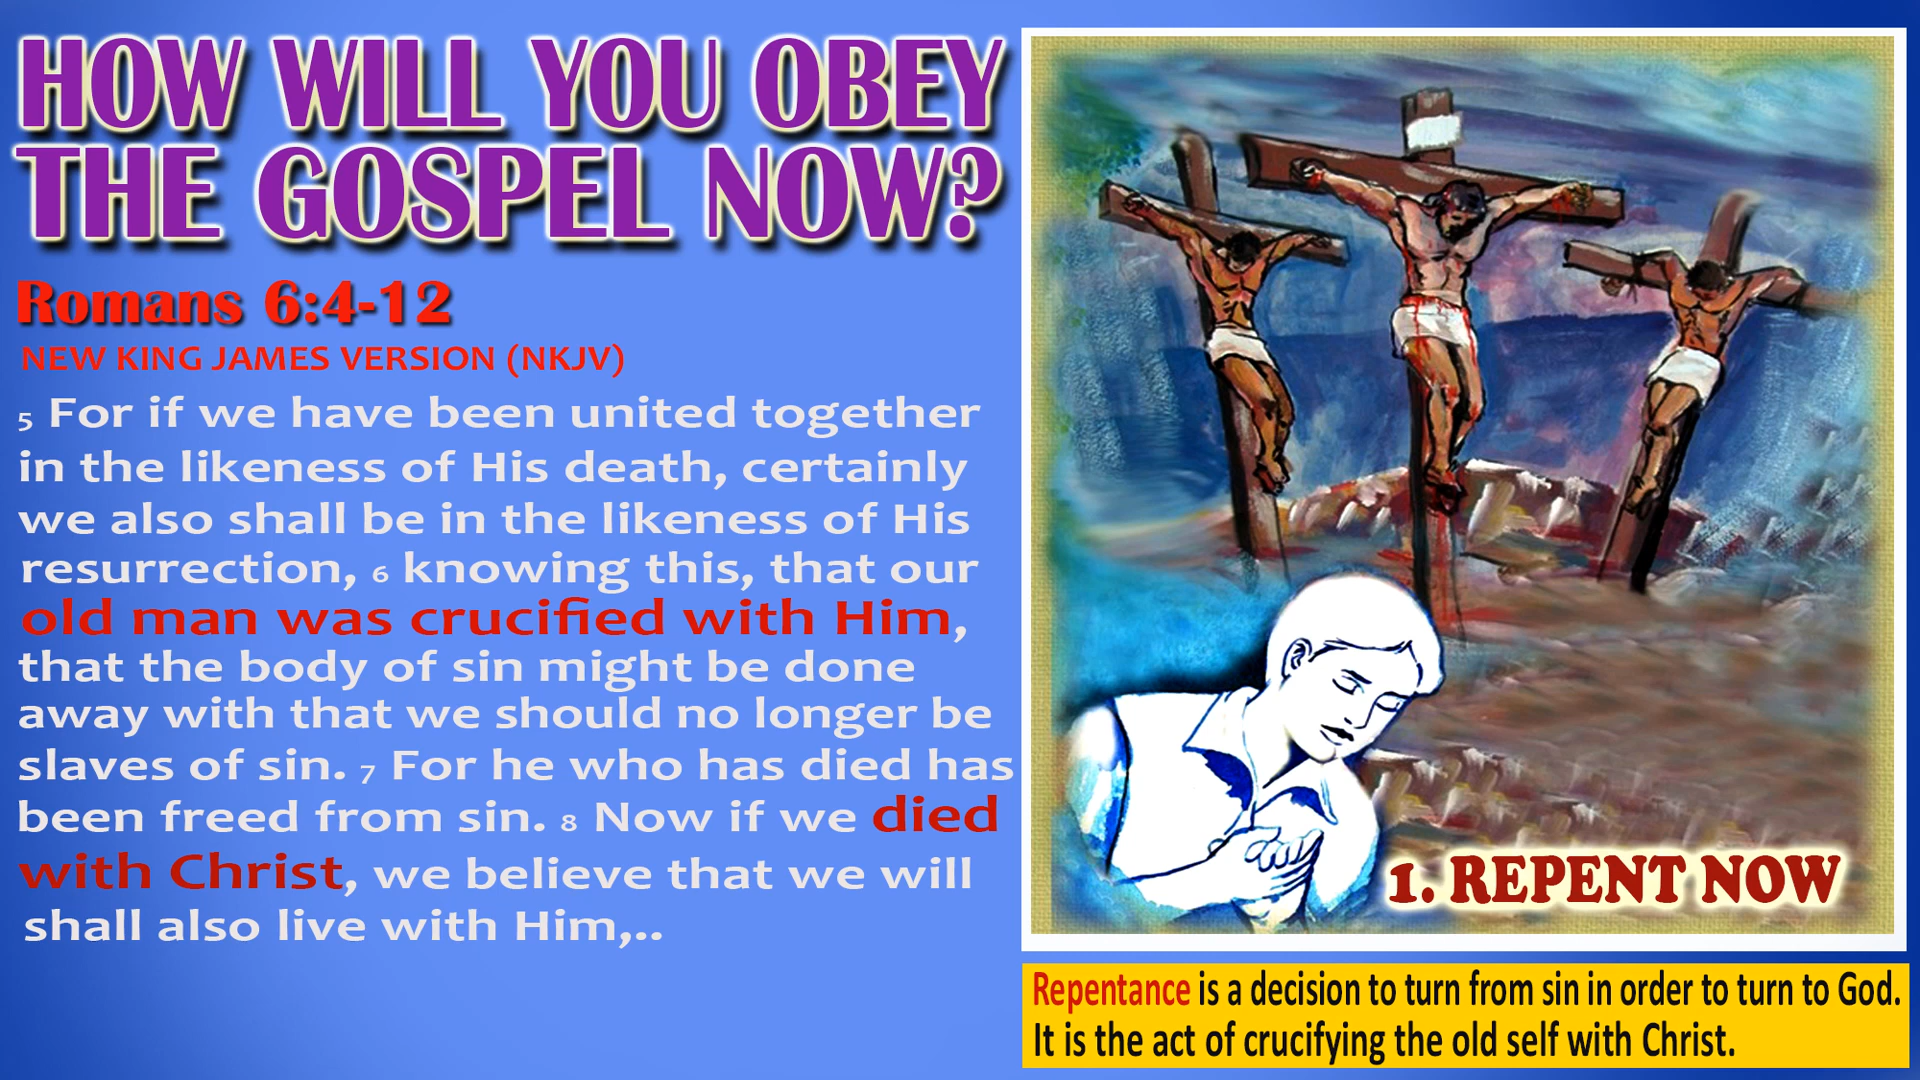 HOW WILL YOU OBEY
THE GOSPEL NOW?
Romans 6:4-12
NEW KING JAMES VERSION (NKJV)
5 For if we have been united together
in the likeness of His death, certainly
we also shall be in the likeness of His
resurrection, 6 knowing this, that our
old man was crucified with Him,
that the body of sin might be done
away with that we should no longer be
slaves of sin. 7 For he who has died has
been freed from sin. 8 Now if we died
with Christ, we believe that we will
shall also live with Him,..
1. REPENT NOW
Repentance is a decision to turn from sin in order to turn to God.
It is the act of crucifying the old self with Christ.